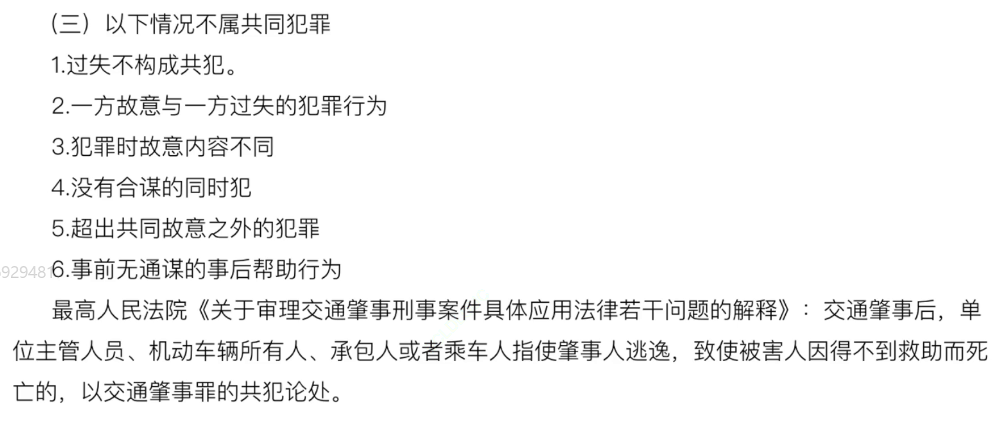 （三）以下情况不属共同犯罪
1.过失不构成共犯。
2.一方故意与一方过失的犯罪行为
3.犯罪时故意内容不同
4.没有合谋的同时犯
5.超出共同故意之外的犯罪
929481
6.事前无通谋的事后帮助行为
最高人民法院《关于审理交通肇事刑事案件具体应用法律若干问题的解释》：交通肇事后，单
位主管人员、机动车辆所有人、承包人或者乘车人指使肇事人逃逸，致使被害人因得不到救助而死
亡的，以交通肇事罪的共犯论处。